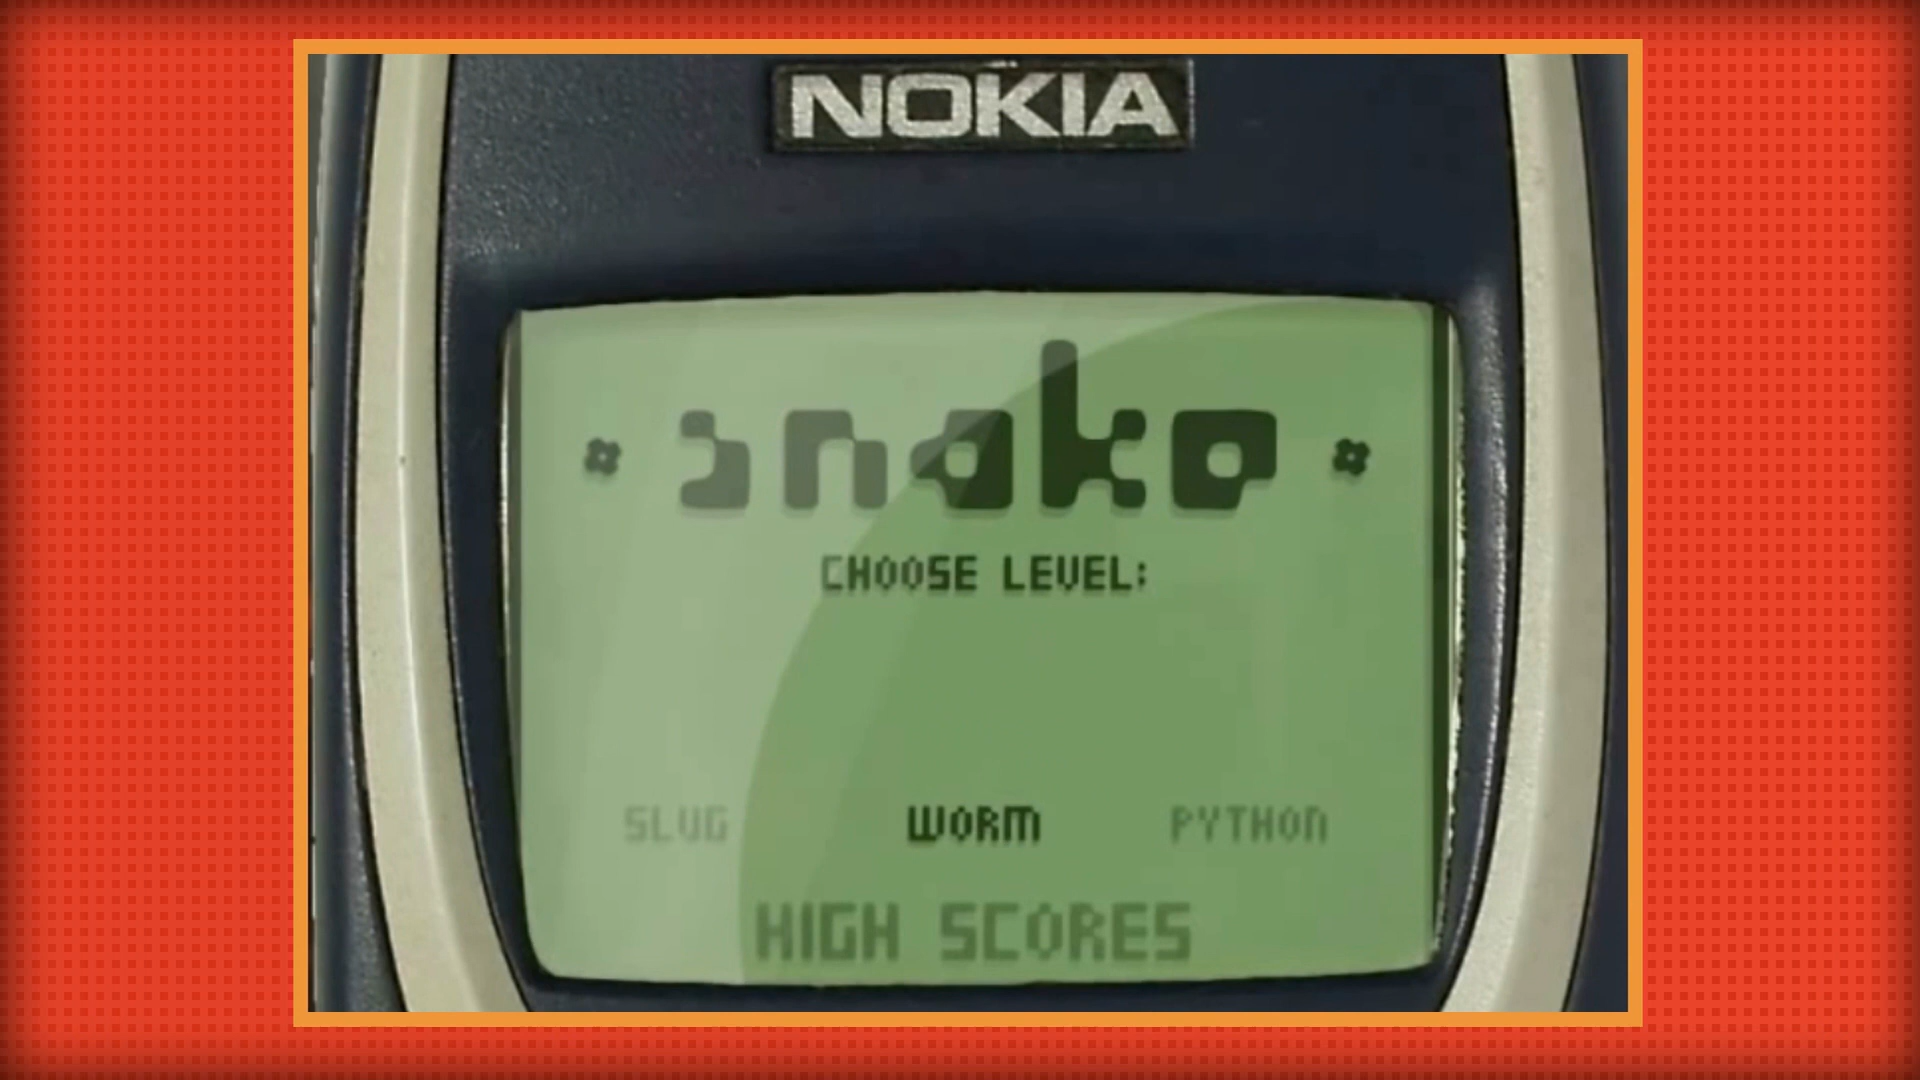 NOKIA
snake
CHOOSE LEVEL:
SLUG WORM PYTHON
HIGH SCORES